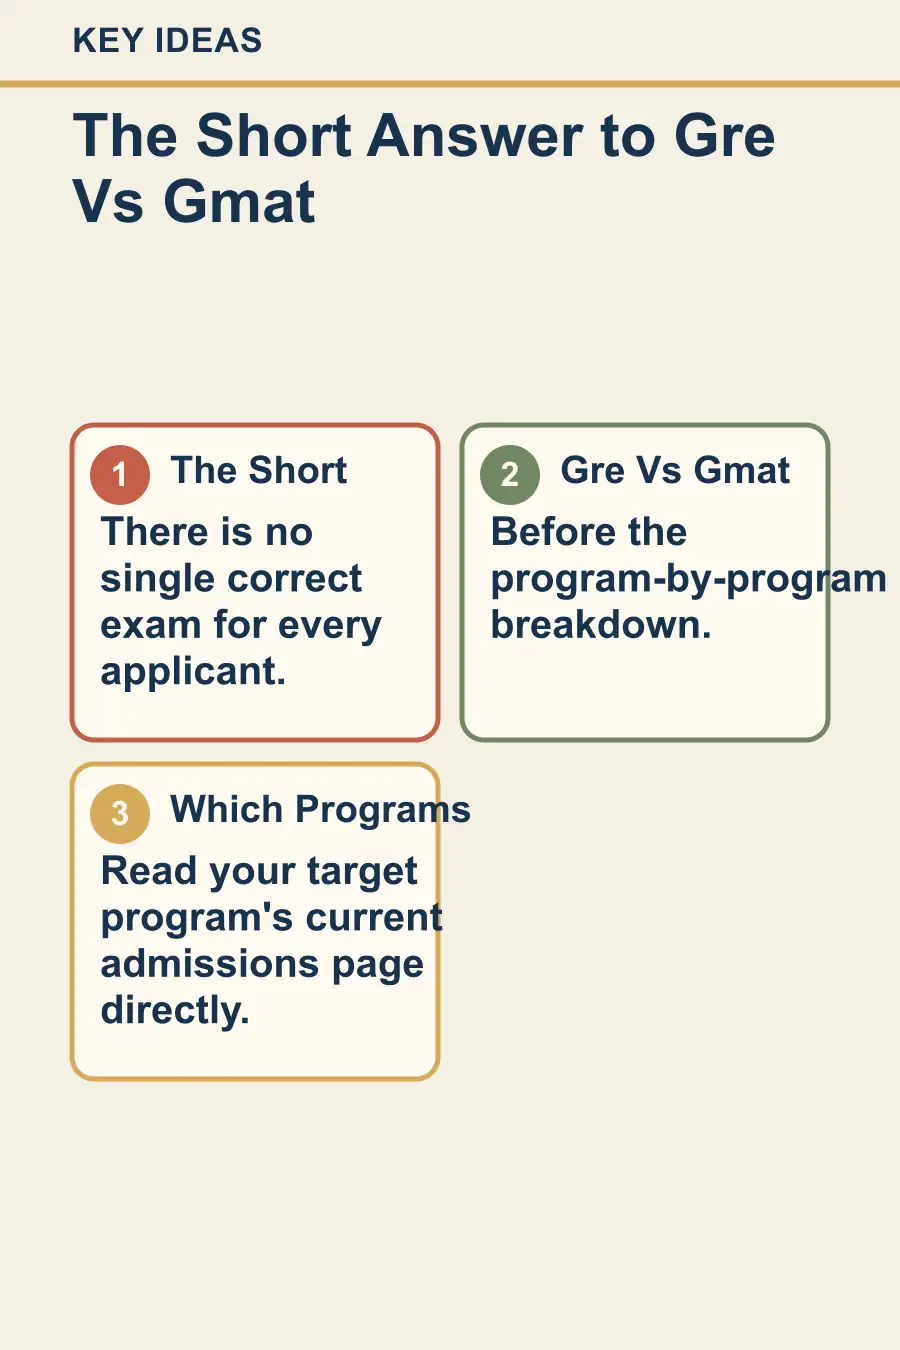 KEY IDEAS
The Short Answer to Gre
Vs Gmat
1 The Short
There is no
single correct
exam for every
applicant.
2 Gre Vs Gmat
Before the
program-by-program
breakdown.
3 Which Programs
Read your target
program's current
admissions page
directly.